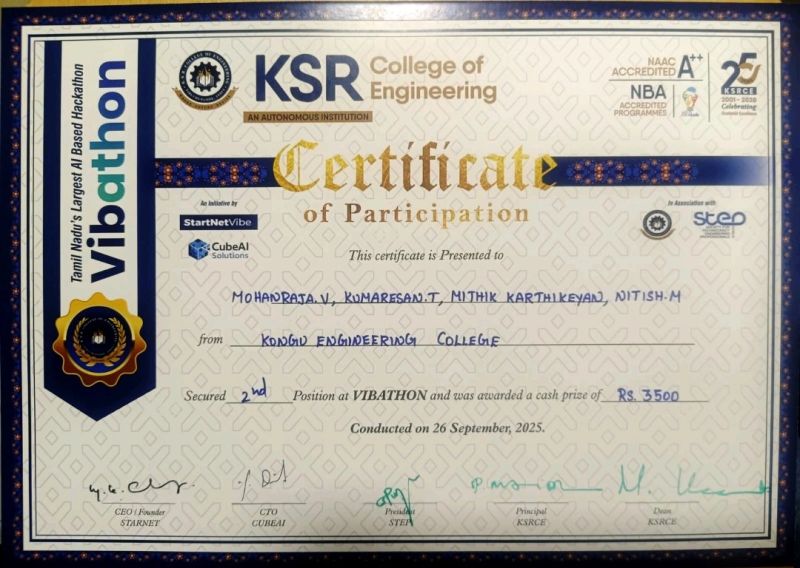 Tamil Nadu's Largest AI Based Hackathon
Vibathon
KSR College of Engineering
AN AUTONOMOUS INSTITUTION
NAAC ACCREDITED A++
NBA ACCREDITED PROGRAMMES
25
KSRCE
2001 - 2026
Celebrating
Certificate
of Participation
An Initiative by
StartNetVibe
CubeAI Solutions
In Association with
STEP
This certificate is Presented to
MOHANRAJA.V, KUMARESAN.T, MITHIK KARTHIKEYAN, NITISH.M
from KONGU ENGINEERING COLLEGE
Secured 2nd Position at VIBATHON and was awarded a cash prize of RS. 3500
Conducted on 26 September, 2025.
CEO / Founder
STARNET
CTO
CUBEAI
President
STEP
Principal
KSRCE
Dean
KSRCE